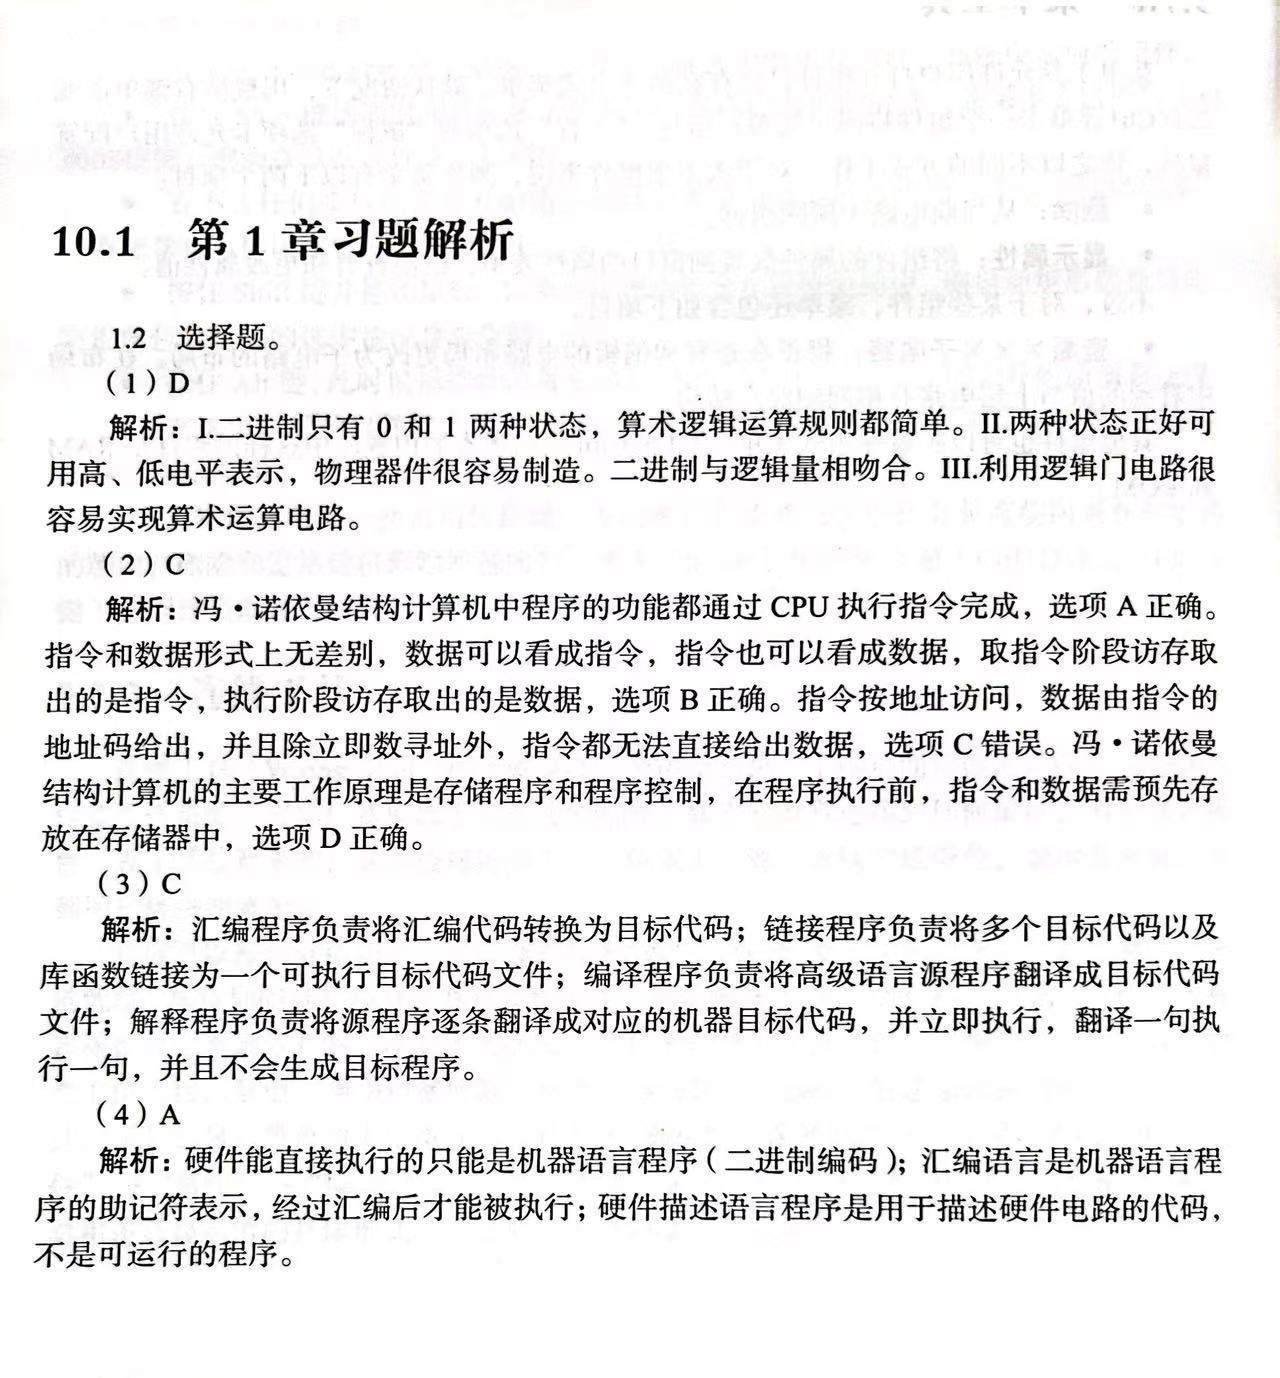 10.1 第 1 章习题解析
1.2 选择题。
（1）D
解析：I.二进制只有 0 和 1 两种状态，算术逻辑运算规则都简单。II.两种状态正好可
用高、低电平表示，物理器件很容易制造。二进制与逻辑量相吻合。III.利用逻辑门电路很
容易实现算术运算电路。
（2）C
解析：冯·诺依曼结构计算机中程序的功能都通过 CPU 执行指令完成，选项 A 正确。
指令和数据形式上无差别，数据可以看成指令，指令也可以看成数据，取指令阶段访存取
出的是指令，执行阶段访存取出的是数据，选项 B 正确。指令按地址访问，数据由指令的
地址码给出，并且除立即数寻址外，指令都无法直接给出数据，选项 C 错误。冯·诺依曼
结构计算机的主要工作原理是存储程序和程序控制，在程序执行前，指令和数据需预先存
放在存储器中，选项 D 正确。
（3）C
解析：汇编程序负责将汇编代码转换为目标代码；链接程序负责将多个目标代码以及
库函数链接为一个可执行目标代码文件；编译程序负责将高级语言源程序翻译成目标代码
文件；解释程序负责将源程序逐条翻译成对应的机器目标代码，并立即执行，翻译一句执
行一句，并且不会生成目标程序。
（4）A
解析：硬件能直接执行的只能是机器语言程序（二进制编码）；汇编语言是机器语言程
序的助记符表示，经过汇编后才能被执行；硬件描述语言程序是用于描述硬件电路的代码，
不是可运行的程序。